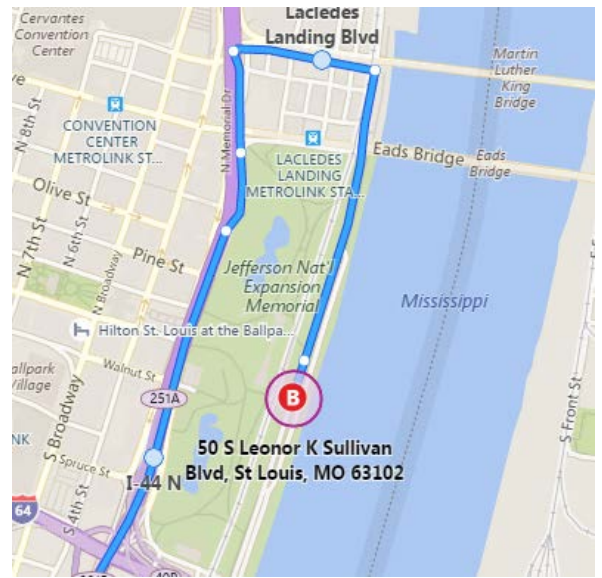 Cervantes
Convention
Center
Lacledes
Landing Blvd
Martin
Luther
King
Bridge
N 8th St
N Memorial Dr
CONVENTION
CENTER
METROLINK ST...
LACLEDES
LANDING
METROLINK STA...
Eads Bridge
Eads
Bridge
Olive St
N 7th St
N 6th St
Pine St
N Broadway
Jefferson Nat'l
Expansion
Memorial
Mississippi
Hilton St. Louis at the Ballpa...
Walnut St
allpark
Village
251A
B
S Broadway
50 S Leonor K Sullivan
Blvd, St Louis, MO 63102
S Front St
NK
Spruce St
I-44 N
S 4th St
64
40B